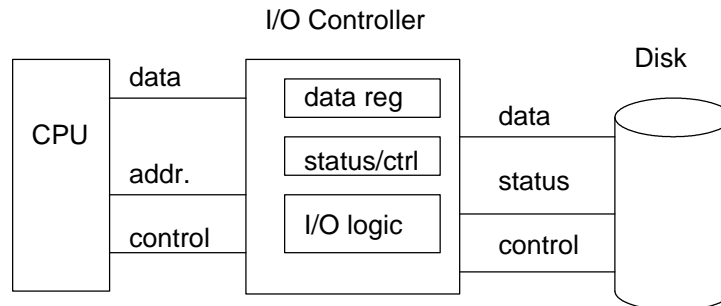 I/O Controller
Disk
CPU
data
addr.
control
data reg
status/ctrl
I/O logic
data
status
control